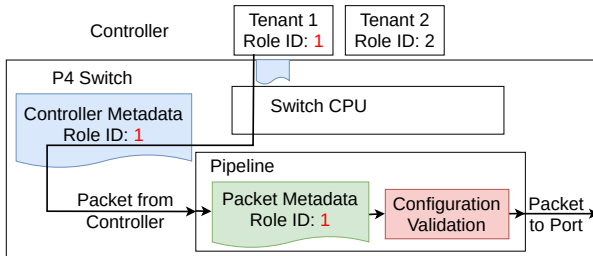 Controller
Tenant 1
Role ID: 1
Tenant 2
Role ID: 2
P4 Switch
Controller Metadata
Role ID: 1
Switch CPU
Pipeline
Packet from
Controller
Packet Metadata
Role ID: 1
Configuration
Validation
Packet
to Port